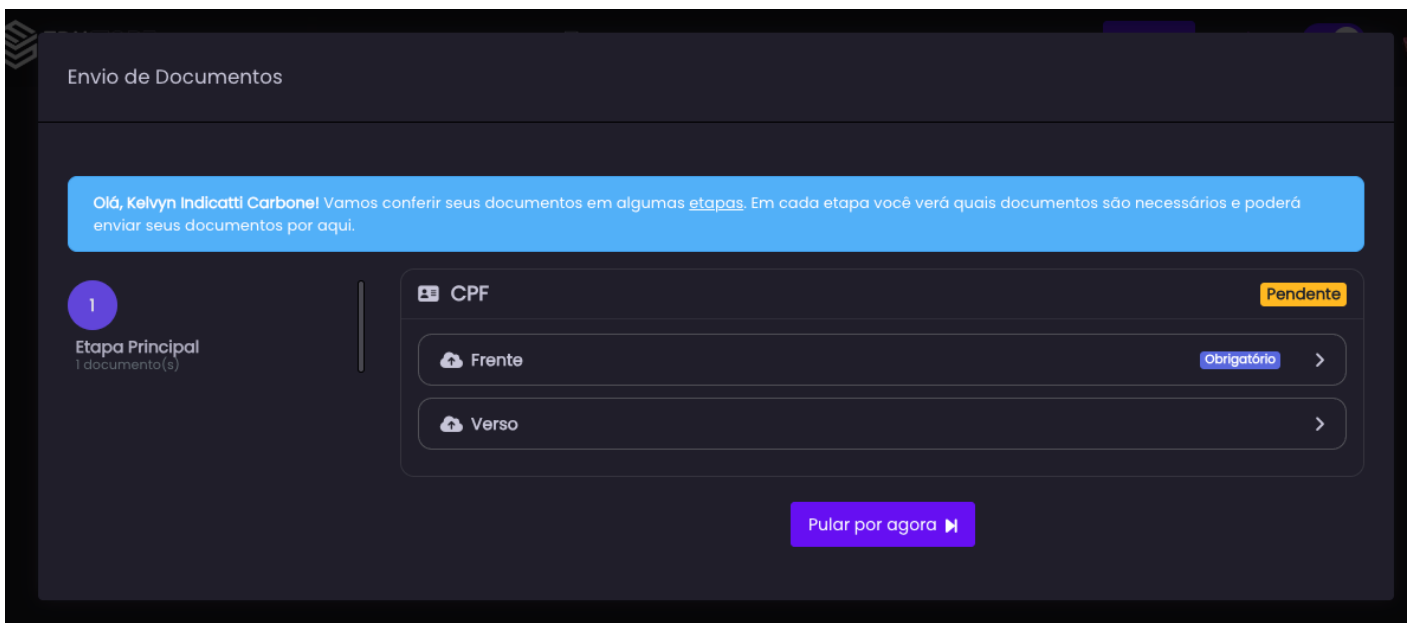 Envio de Documentos
Olá, Kelvyn Indicatti Carbone! Vamos conferir seus documentos em algumas etapas. Em cada etapa você verá quais documentos são necessários e poderá
enviar seus documentos por aqui.
1
Etapa Principal
1 documento(s)
CPF
Pendente
Frente
Obrigatório
Verso
Pular por agora